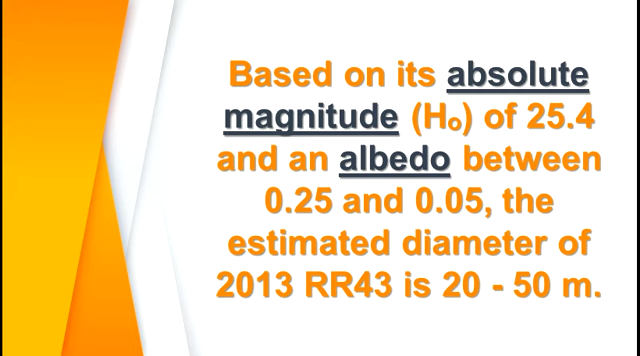 Based on its absolute
magnitude (Hₒ) of 25.4
and an albedo between
0.25 and 0.05, the
estimated diameter of
2013 RR43 is 20 - 50 m.